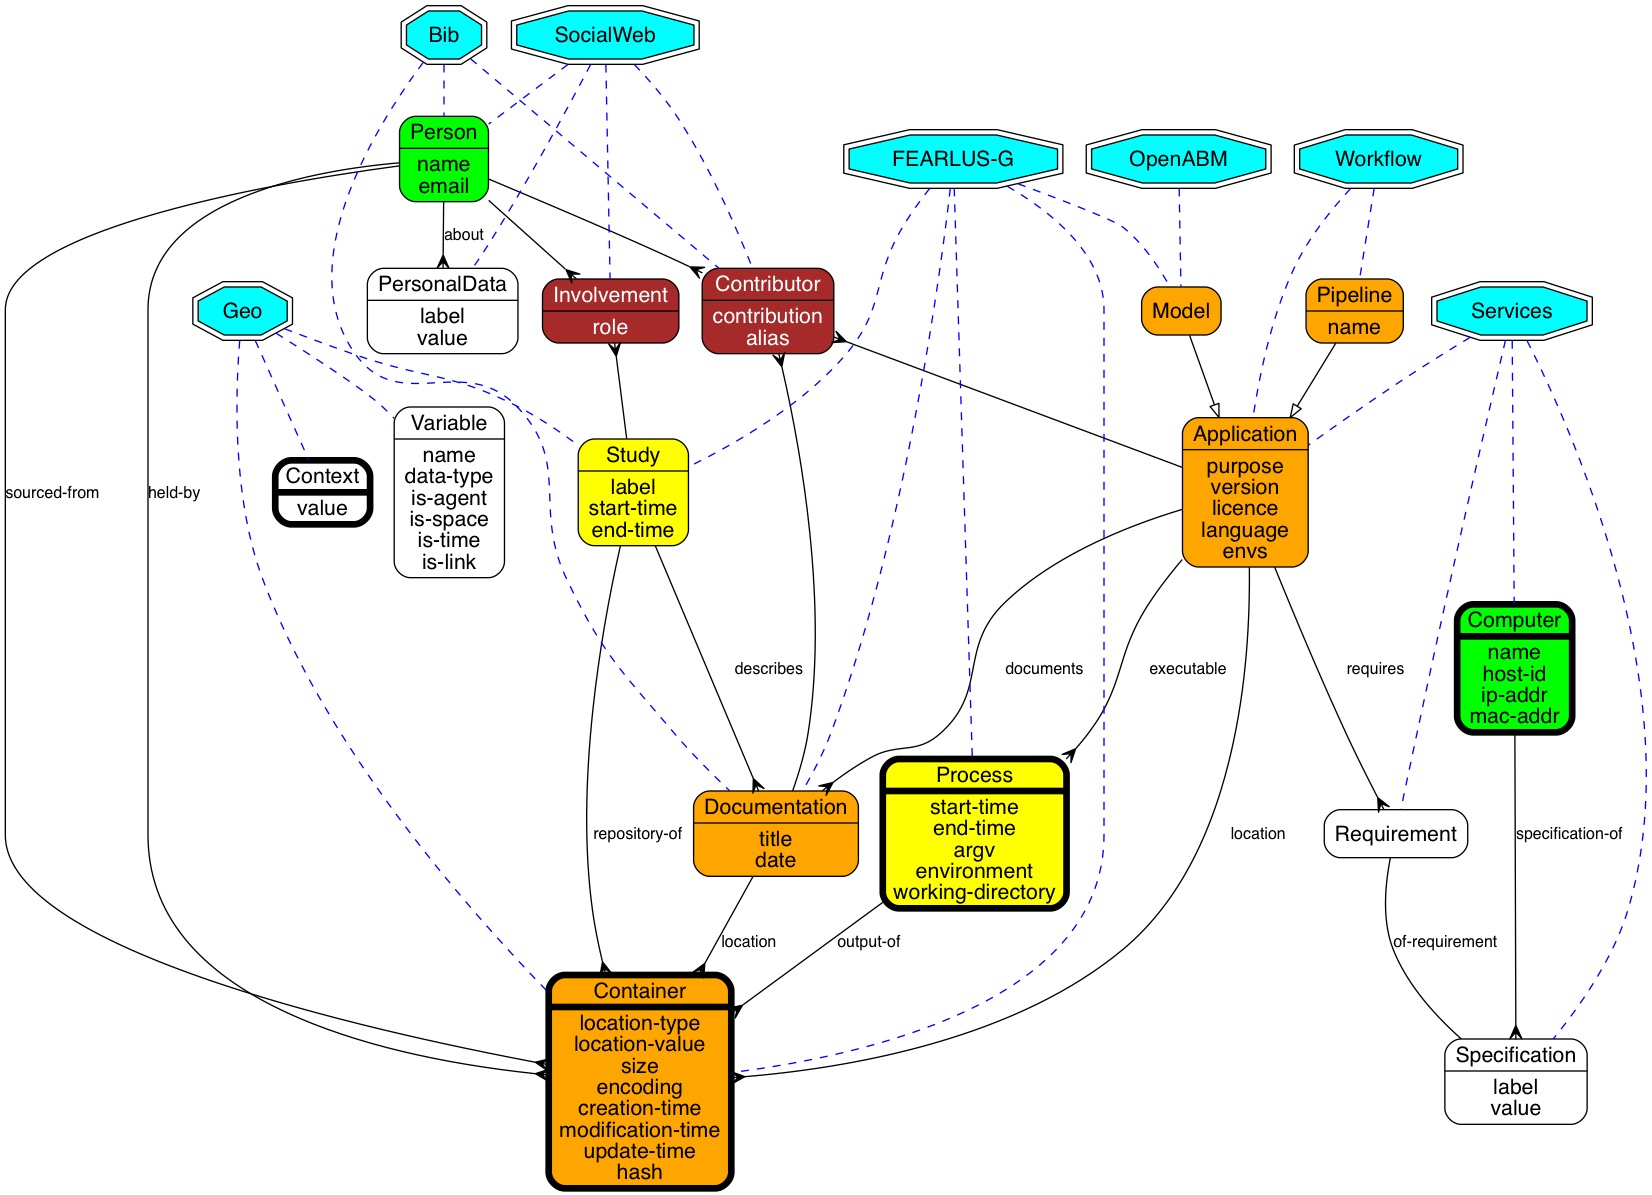 Bib
SocialWeb
Person
name
email
FEARLUS-G
OpenABM
Workflow
about
Geo
PersonalData
label
value
Involvement
role
Contributor
contribution
alias
Model
Pipeline
name
Services
sourced-from
held-by
Context
value
Variable
name
data-type
is-agent
is-space
is-time
is-link
Study
label
start-time
end-time
Application
purpose
version
licence
language
envs
describes
documents
executable
requires
Computer
name
host-id
ip-addr
mac-addr
repository-of
Documentation
title
date
Process
start-time
end-time
argv
environment
working-directory
location
Requirement
specification-of
location
output-of
of-requirement
Container
location-type
location-value
size
encoding
creation-time
modification-time
update-time
hash
Specification
label
value